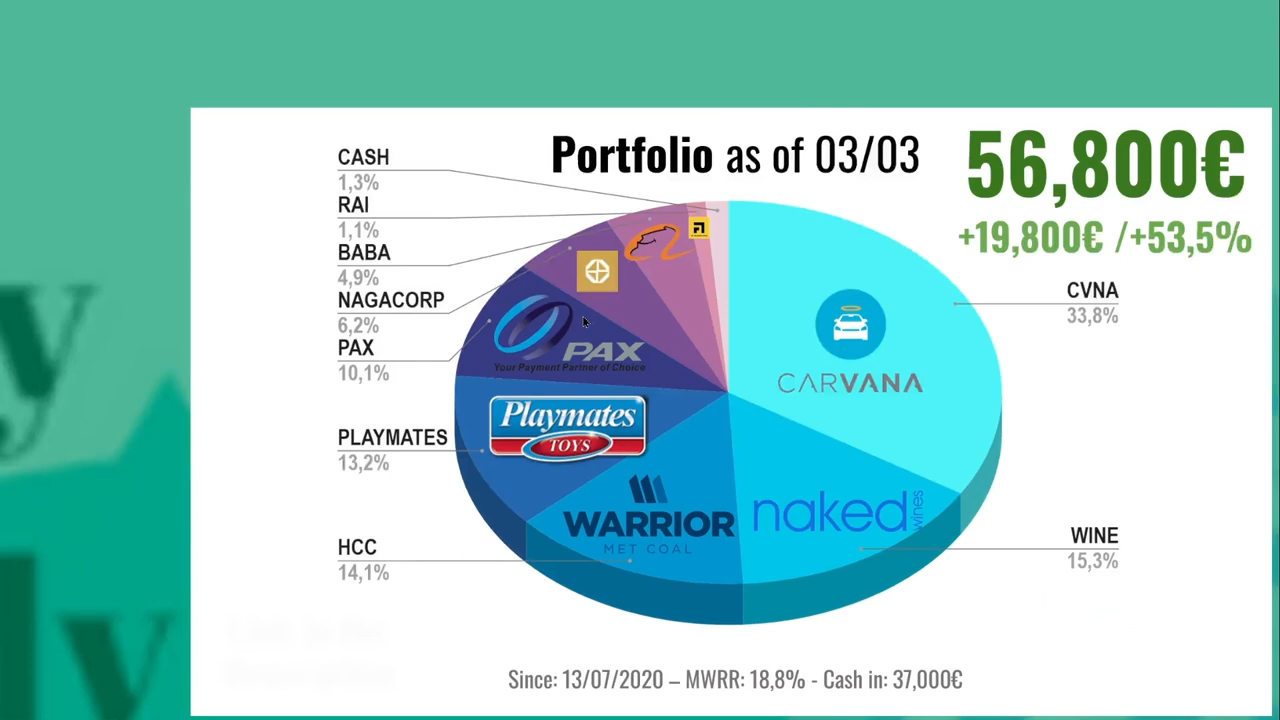 Portfolio as of 03/03
56,800€
+19,800€ /+53,5%
CASH
1,3%
RAI
1,1%
BABA
4,9%
NAGACORP
6,2%
PAX
10,1%
PLAYMATES
13,2%
HCC
14,1%
CVNA
33,8%
WINE
15,3%
CARVANA
PAX
Your Payment Partner of Choice
Playmates
TOYS
WARRIOR
MET COAL
naked wines
Since: 13/07/2020 – MWRR: 18,8% - Cash in: 37,000€
y
ly